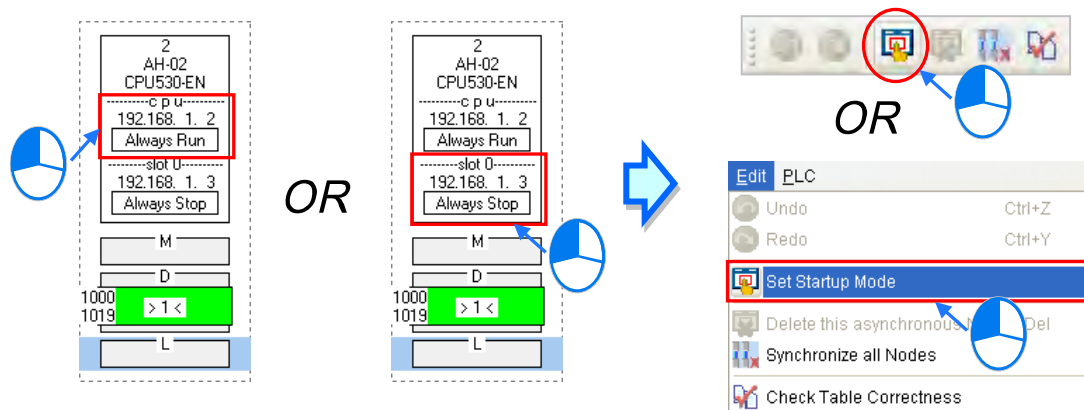 2
AH-02
CPU530-EN
---------c p u---------
192.168. 1. 2
Always Run
---------slot 0---------
192.168. 1. 3
Always Stop
M
D
1000
1019
> 1 <
L
OR
2
AH-02
CPU530-EN
---------c p u---------
192.168. 1. 2
Always Run
---------slot 0---------
192.168. 1. 3
Always Stop
M
D
1000
1019
> 1 <
L
OR
Edit PLC
Undo Ctrl+Z
Redo Ctrl+Y
Set Startup Mode
Delete this asynchronous Del
Synchronize all Nodes
Check Table Correctness